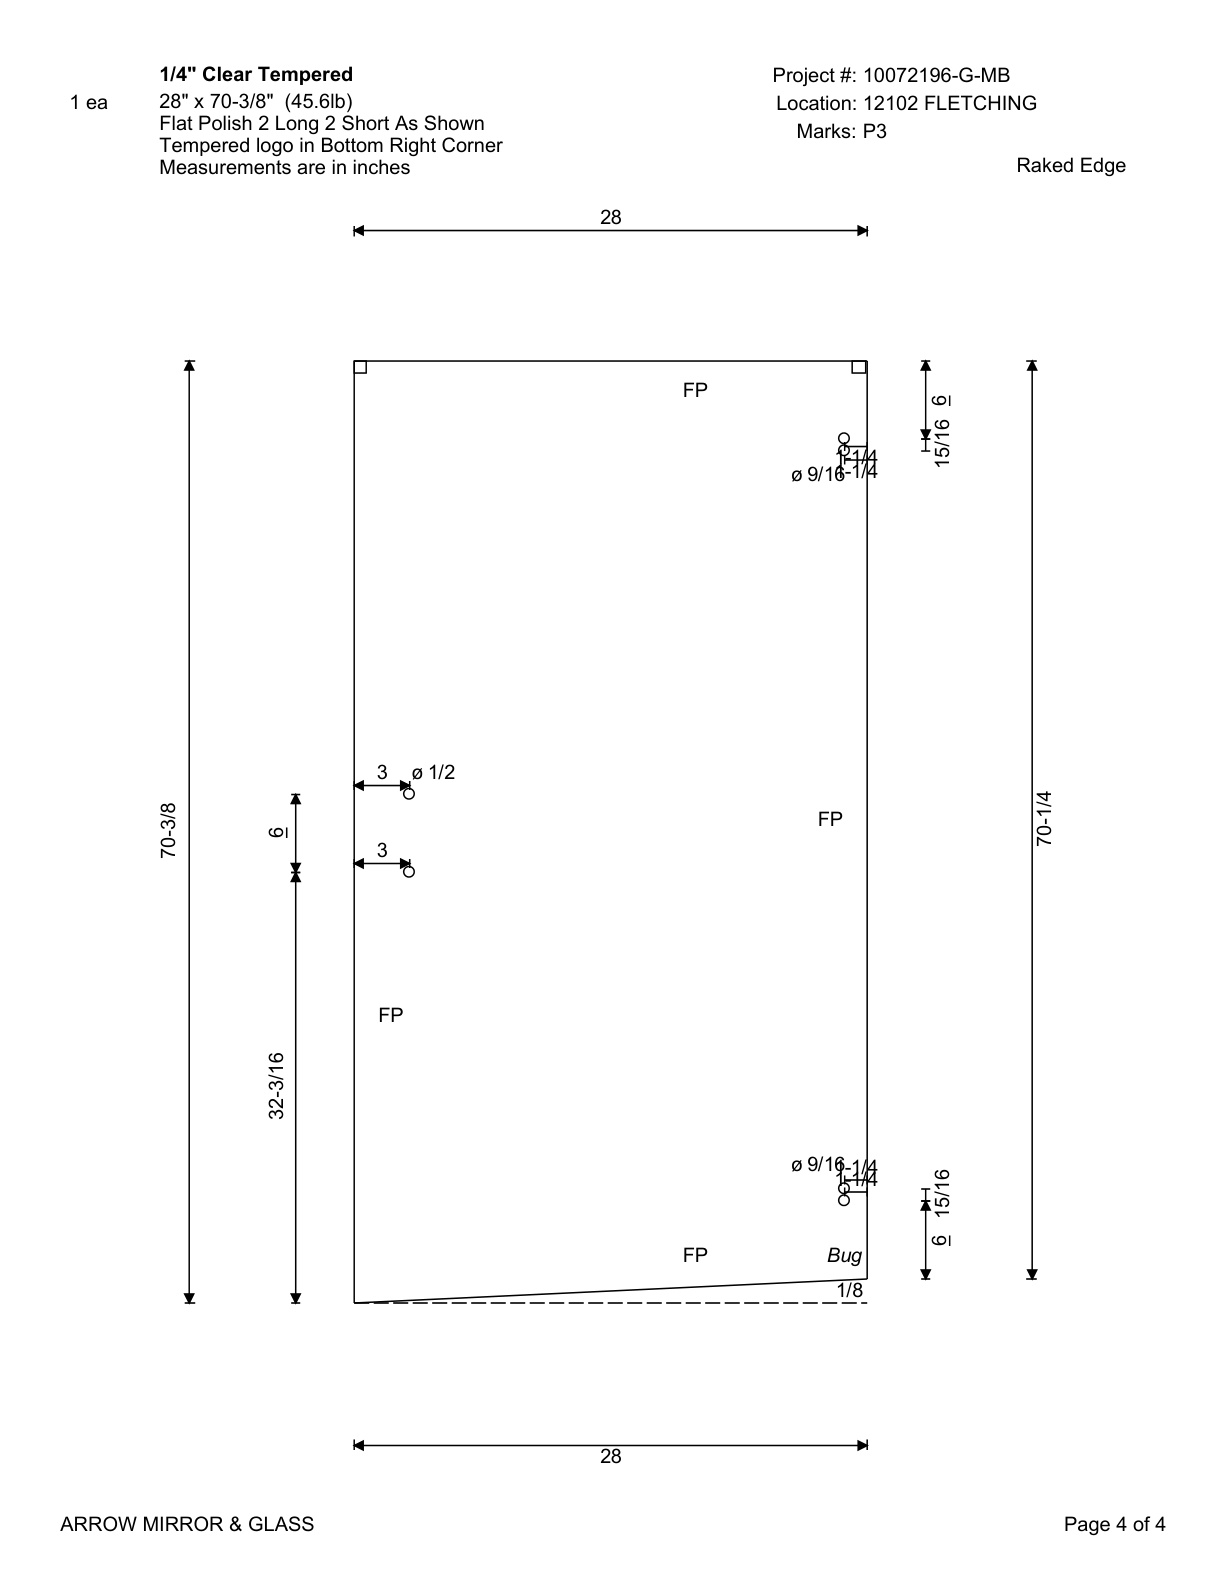 1/4" Clear Tempered
Project #: 10072196-G-MB
1 ea
28" x 70-3/8" (45.6lb)
Location: 12102 FLETCHING
Flat Polish 2 Long 2 Short As Shown
Marks: P3
Tempered logo in Bottom Right Corner
Measurements are in inches
Raked Edge
28
FP
6
15/16
1-1/4
1-1/4
ø 9/16
3
ø 1/2
6
3
70-3/8
FP
70-1/4
FP
32-3/16
ø 9/16
1-1/4
1-1/4
15/16
6
FP
Bug
1/8
28
ARROW MIRROR & GLASS
Page 4 of 4